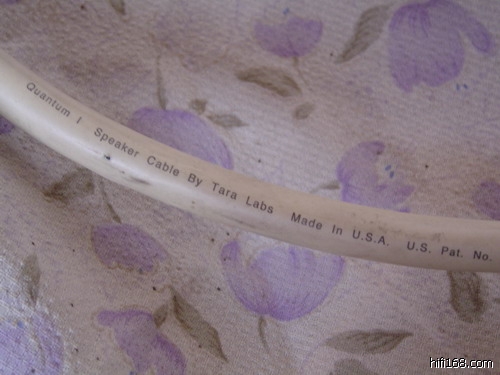 Quantum I Speaker Cable By Tara Labs Made In U.S.A. U.S. Pat. No.
hifi168.com